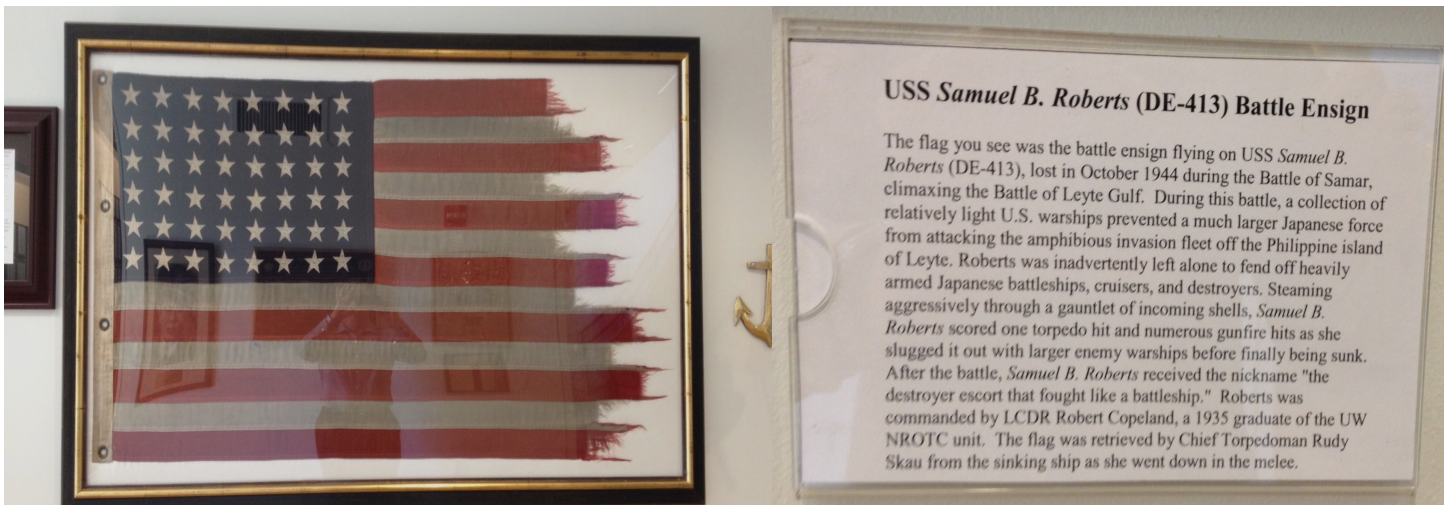 USS Samuel B. Roberts (DE-413) Battle Ensign
The flag you see was the battle ensign flying on USS Samuel B.
Roberts (DE-413), lost in October 1944 during the Battle of Samar,
climaxing the Battle of Leyte Gulf.  During this battle, a collection of
relatively light U.S. warships prevented a much larger Japanese force
from attacking the amphibious invasion fleet off the Philippine island
of Leyte. Roberts was inadvertently left alone to fend off heavily
armed Japanese battleships, cruisers, and destroyers. Steaming
aggressively through a gauntlet of incoming shells, Samuel B.
Roberts scored one torpedo hit and numerous gunfire hits as she
slugged it out with larger enemy warships before finally being sunk.
After the battle, Samuel B. Roberts received the nickname "the
destroyer escort that fought like a battleship."  Roberts was
commanded by LCDR Robert Copeland, a 1935 graduate of the UW
NROTC unit.  The flag was retrieved by Chief Torpedoman Rudy
Skau from the sinking ship as she went down in the melee.